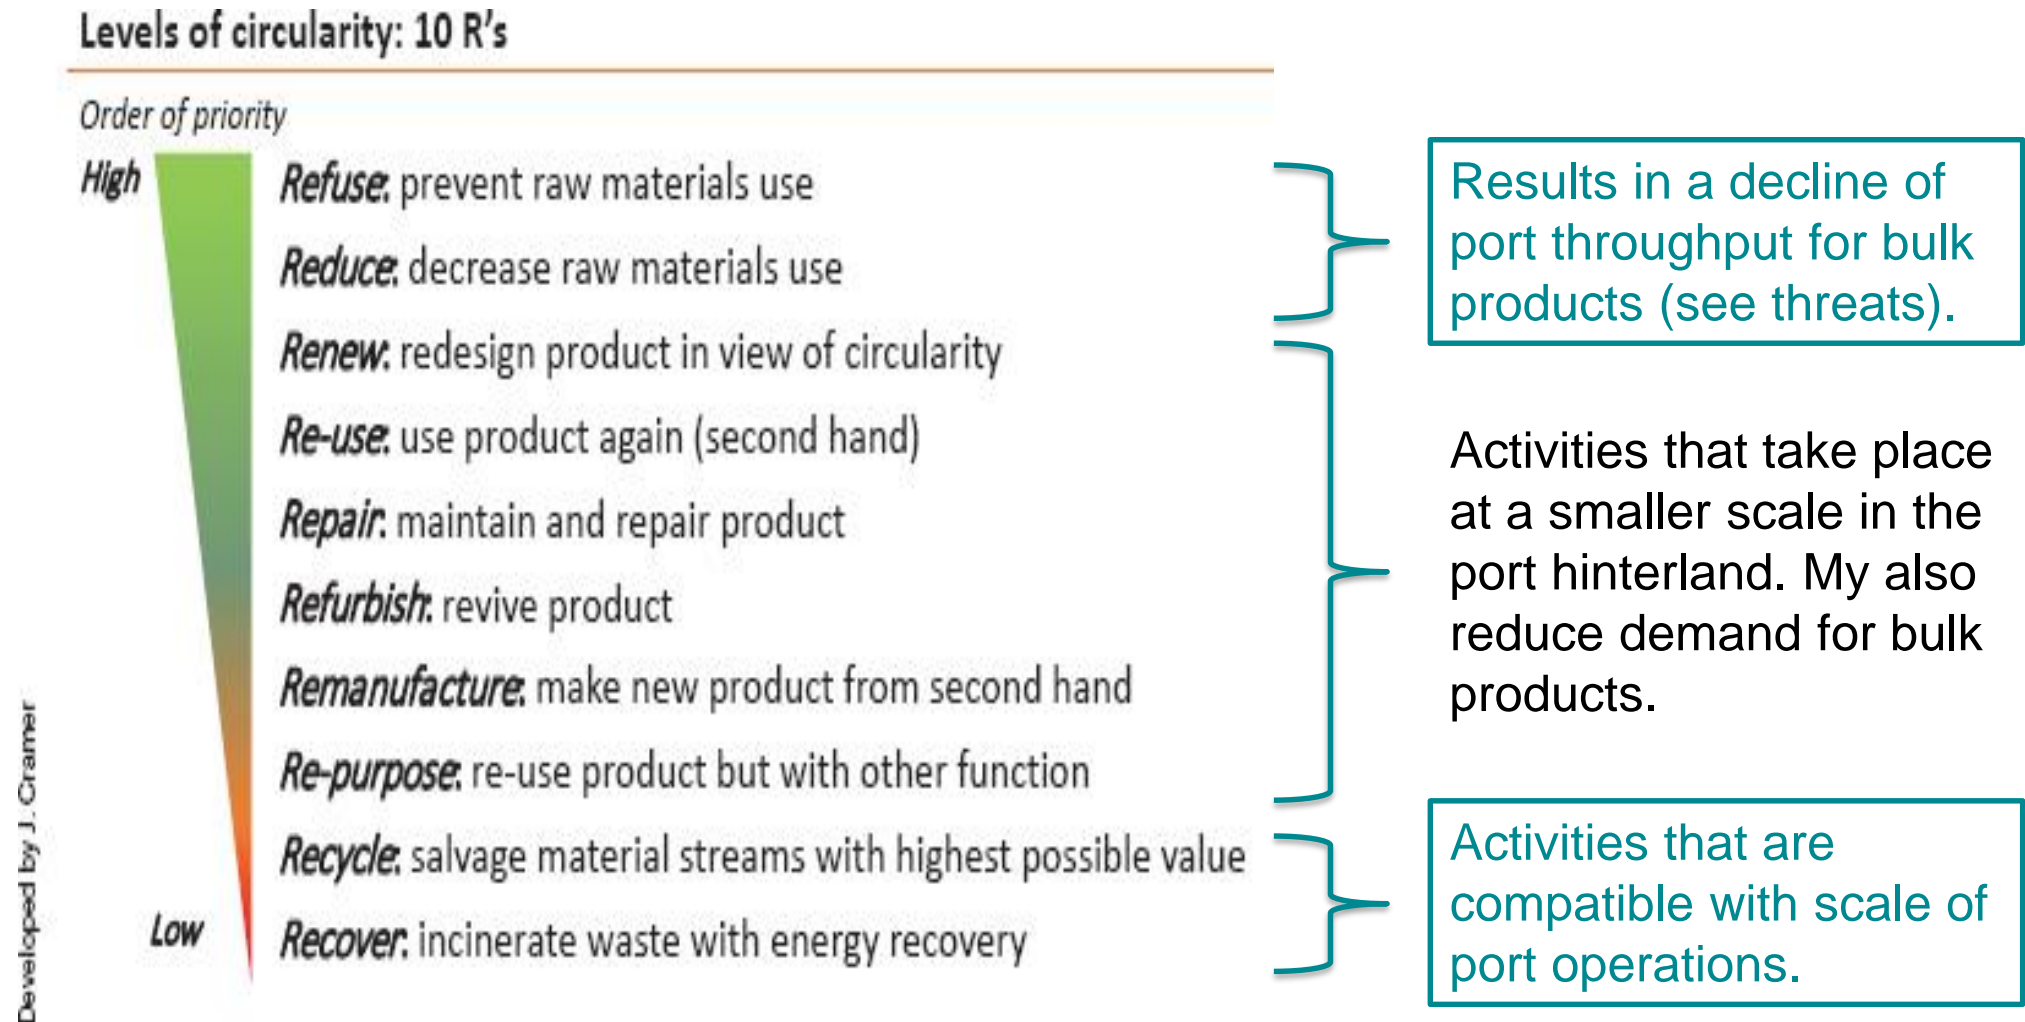 Levels of circularity: 10 R's
Order of priority
High
Refuse: prevent raw materials use
Reduce: decrease raw materials use
Renew: redesign product in view of circularity
Re-use: use product again (second hand)
Repair: maintain and repair product
Refurbish: revive product
Remanufacture: make new product from second hand
Re-purpose: re-use product but with other function
Recycle: salvage material streams with highest possible value
Low
Recover: incinerate waste with energy recovery
Developed by J. Cramer
Results in a decline of
port throughput for bulk
products (see threats).
Activities that take place
at a smaller scale in the
port hinterland. My also
reduce demand for bulk
products.
Activities that are
compatible with scale of
port operations.